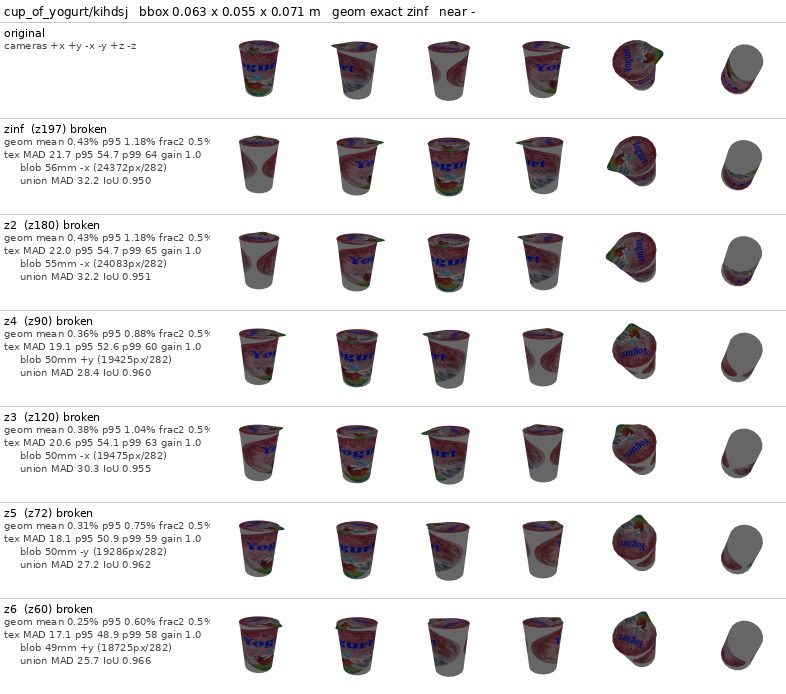 cup_of_yogurt/kihdsj bbox 0.063 x 0.055 x 0.071 m geom exact zinf near -
original
cameras +x +y -x -y +z -z
zinf (z197) broken
geom mean 0.43% p95 1.18% frac2 0.5%
tex MAD 21.7 p95 54.7 p99 64 gain 1.0
blob 56mm -x (24372px/282)
union MAD 32.2 IoU 0.950
z2 (z180) broken
geom mean 0.43% p95 1.18% frac2 0.5%
tex MAD 22.0 p95 54.7 p99 65 gain 1.0
blob 55mm -x (24083px/282)
union MAD 32.2 IoU 0.951
z4 (z90) broken
geom mean 0.36% p95 0.88% frac2 0.5%
tex MAD 19.1 p95 52.6 p99 60 gain 1.0
blob 50mm +y (19425px/282)
union MAD 28.4 IoU 0.960
z3 (z120) broken
geom mean 0.38% p95 1.04% frac2 0.5%
tex MAD 20.6 p95 54.1 p99 63 gain 1.0
blob 50mm -x (19475px/282)
union MAD 30.3 IoU 0.955
z5 (z72) broken
geom mean 0.31% p95 0.75% frac2 0.5%
tex MAD 18.1 p95 50.9 p99 59 gain 1.0
blob 50mm -y (19286px/282)
union MAD 27.2 IoU 0.962
z6 (z60) broken
geom mean 0.25% p95 0.60% frac2 0.5%
tex MAD 17.1 p95 48.9 p99 58 gain 1.0
blob 49mm +y (18725px/282)
union MAD 25.7 IoU 0.966